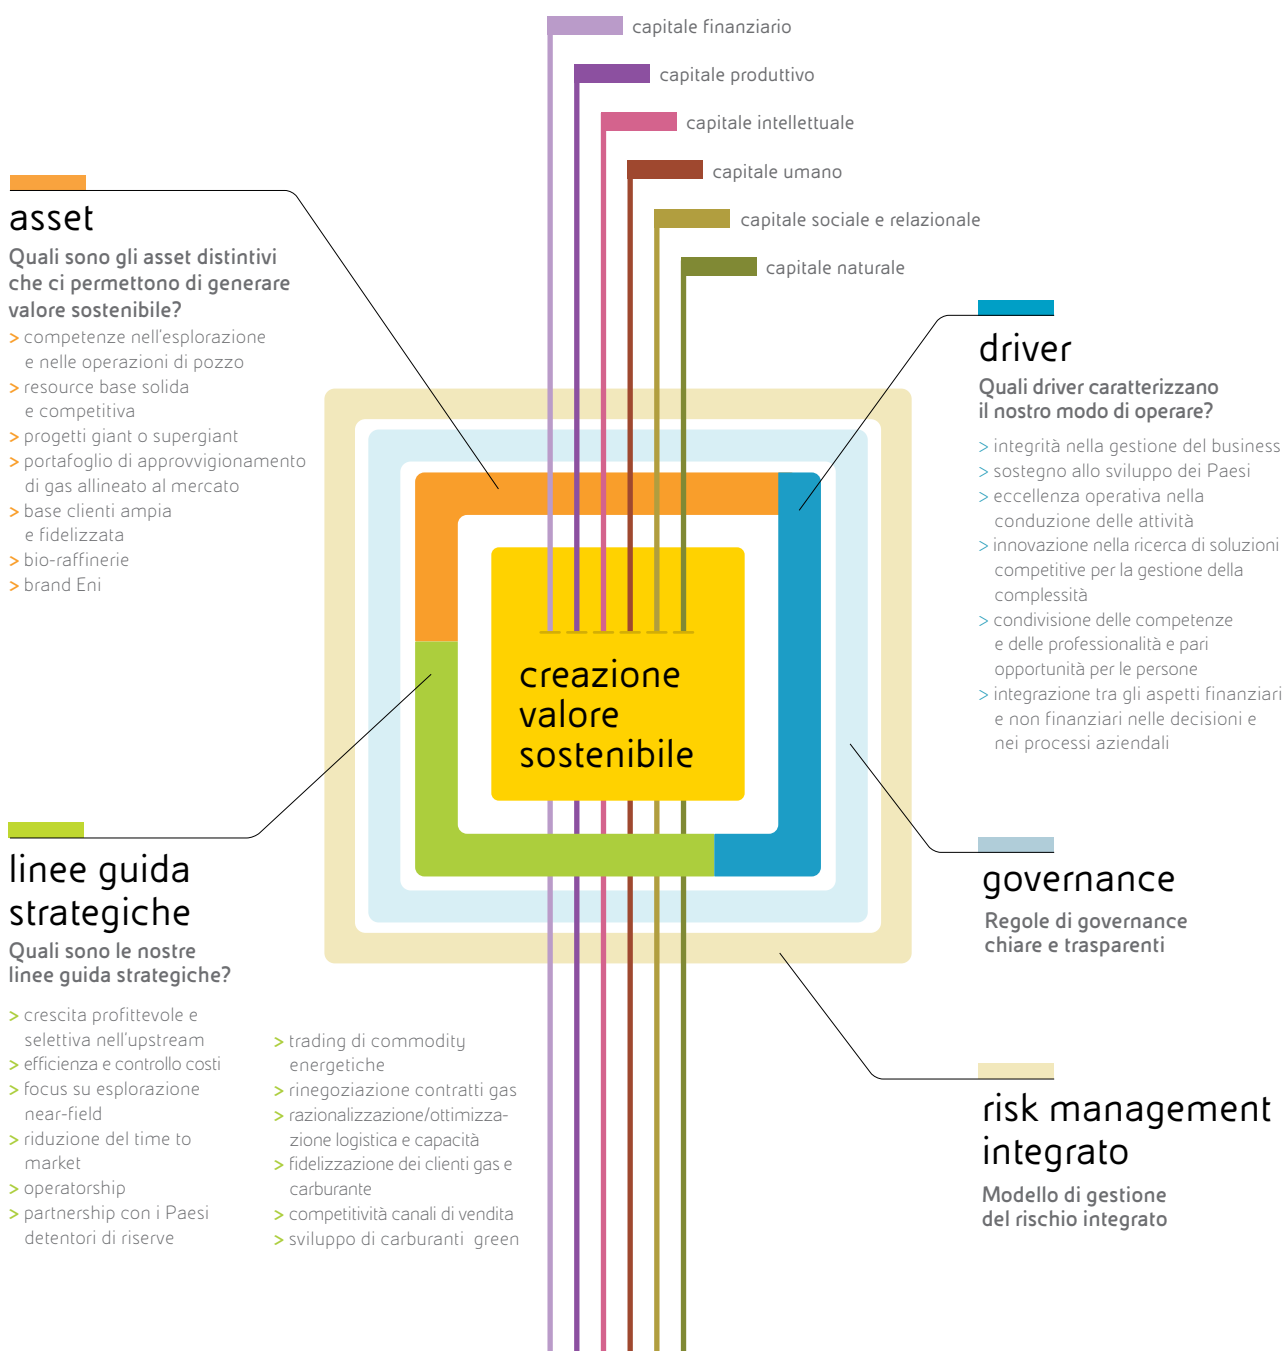 capitale finanziario
capitale produttivo
capitale intellettuale
capitale umano
capitale sociale e relazionale
capitale naturale
asset
Quali sono gli asset distintivi
che ci permettono di generare
valore sostenibile?
> competenze nell'esplorazione
e nelle operazioni di pozzo
> resource base solida
e competitiva
> progetti giant o supergiant
> portafoglio di approvvigionamento
di gas allineato al mercato
> base clienti ampia
e fidelizzata
> bio-raffinerie
> brand Eni
driver
Quali driver caratterizzano
il nostro modo di operare?
> integrità nella gestione del business
> sostegno allo sviluppo dei Paesi
> eccellenza operativa nella
conduzione delle attività
> innovazione nella ricerca di soluzioni
competitive per la gestione della
complessità
> condivisione delle competenze
e delle professionalità e pari
opportunità per le persone
> integrazione tra gli aspetti finanziari
e non finanziari nelle decisioni e
nei processi aziendali
creazione
valore
sostenibile
linee guida
strategiche
Quali sono le nostre
linee guida strategiche?
> crescita profittevole e
selettiva nell'upstream
> efficienza e controllo costi
> focus su esplorazione
near-field
> riduzione del time to
market
> operatorship
> partnership con i Paesi
detentori di riserve
> trading di commodity
energetiche
> rinegoziazione contratti gas
> razionalizzazione/ottimizza-
zione logistica e capacità
> fidelizzazione dei clienti gas e
carburante
> competitività canali di vendita
> sviluppo di carburanti green
governance
Regole di governance
chiare e trasparenti
risk management
integrato
Modello di gestione
del rischio integrato